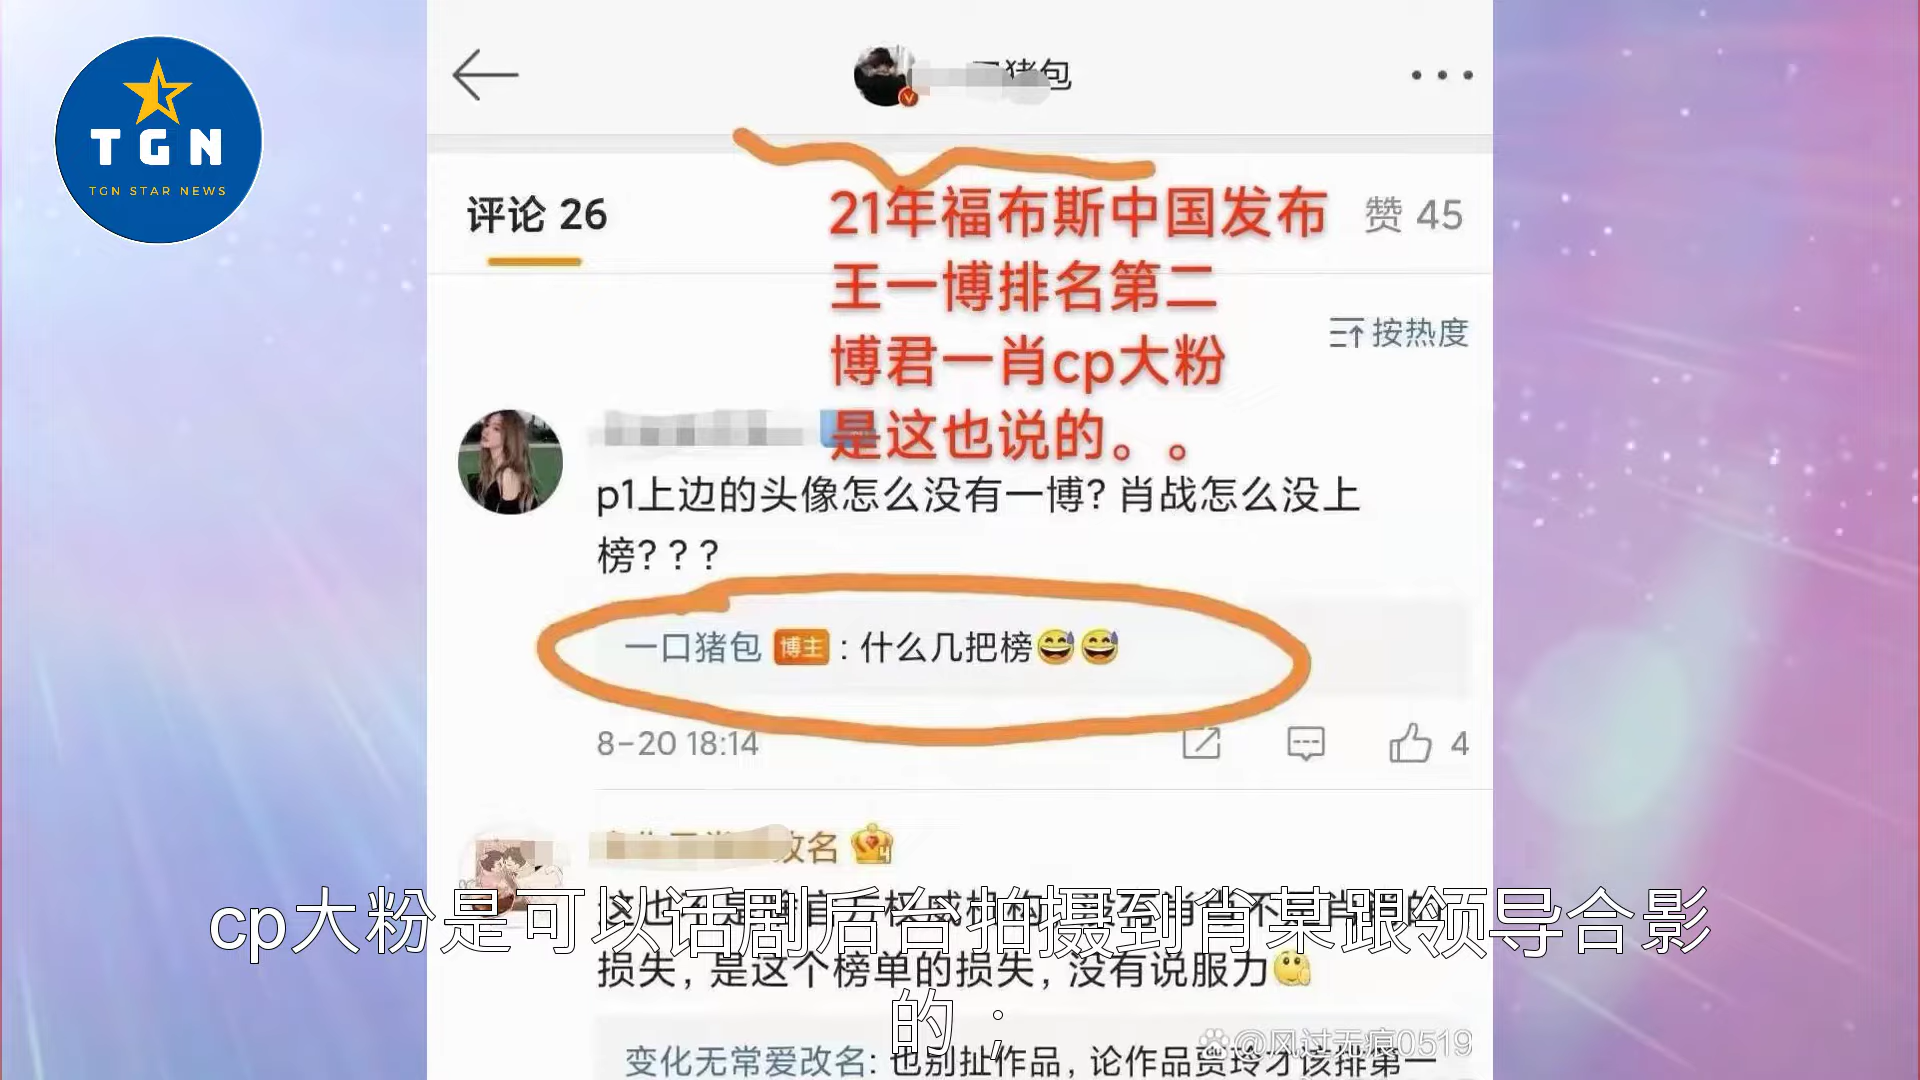 TGN
TGN STAR NEWS
猪包
评论 26
赞 45
21年福布斯中国发布
王一博排名第二
博君一肖cp大粉
是这也说的。。
按热度
p1上边的头像怎么没有一博？肖战怎么没上
榜？？？
一口猪包 博主：什么几把榜😅😅
8-20 18:14
4
改名
cp大粉是可以话剧后台拍摄到肖某跟领导合影
损失，是这个榜单的损失，没有说服力🤔
的；
变化无常爱改名: 也别扯作品，论作品贾玲才该排第一
@风过无痕0519